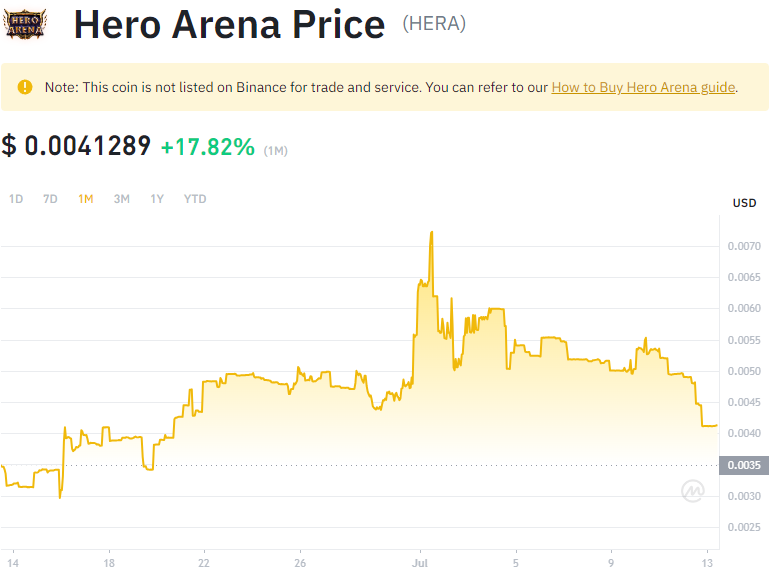 HERO
ARENA
Hero Arena Price (HERA)
Note: This coin is not listed on Binance for trade and service. You can refer to our How to Buy Hero Arena guide.
$ 0.0041289 +17.82% (1M)
1D 7D 1M 3M 1Y YTD
USD
0.0070
0.0065
0.0060
0.0055
0.0050
0.0045
0.0040
0.0035
0.0030
0.0025
14 18 22 26 Jul 5 9 13